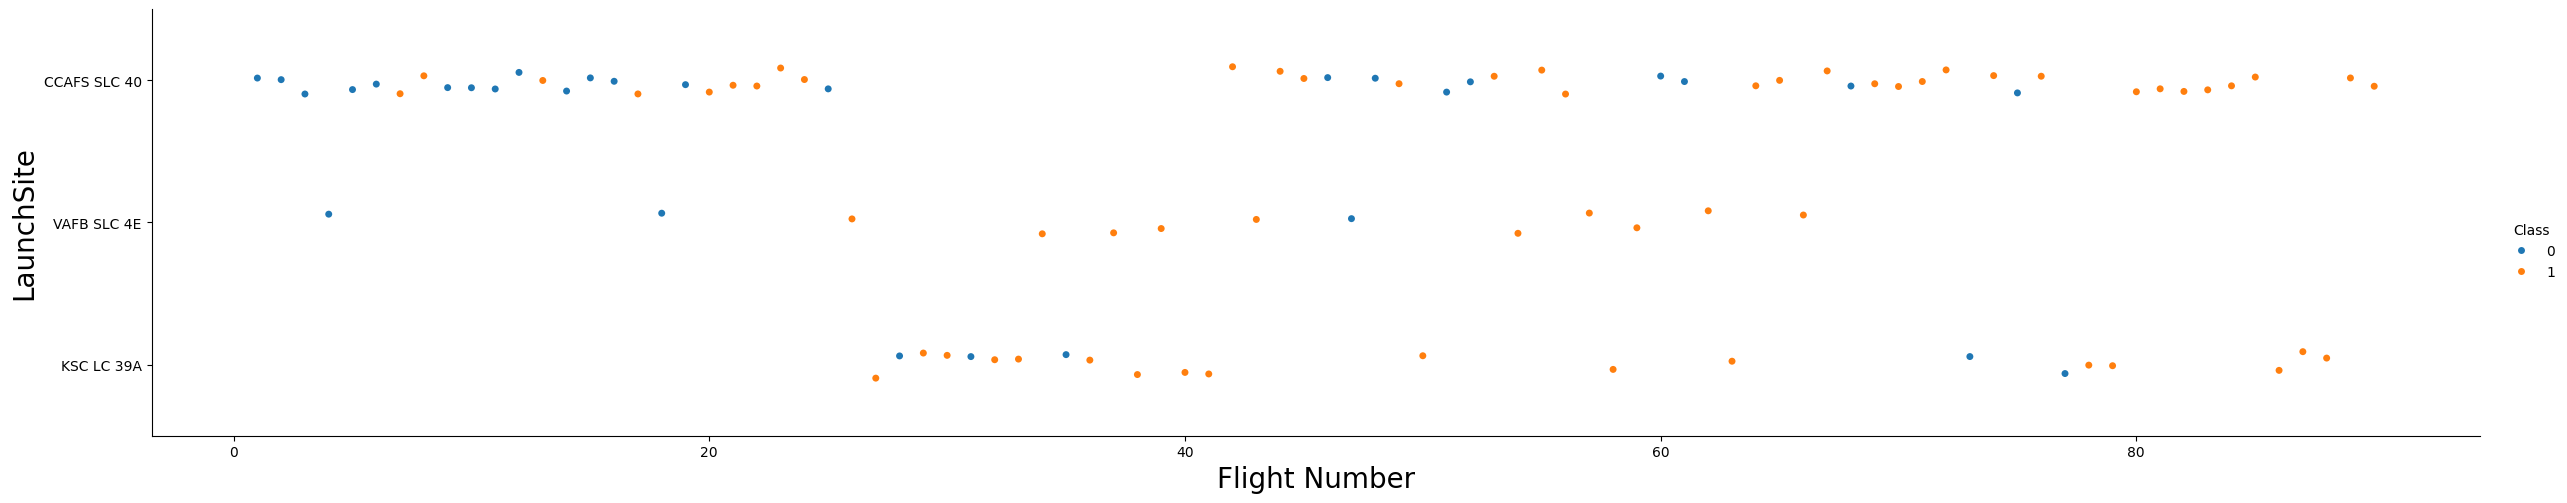 LaunchSite
CCAFS SLC 40
VAFB SLC 4E
KSC LC 39A
0 20 40 60 80
Flight Number
Class
0
1